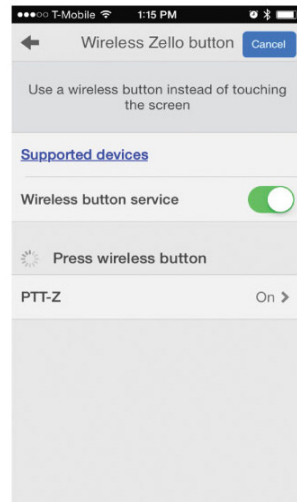 T-Mobile 1:15 PM
Wireless Zello button Cancel
Use a wireless button instead of touching
the screen
Supported devices
Wireless button service
Press wireless button
PTT-Z On